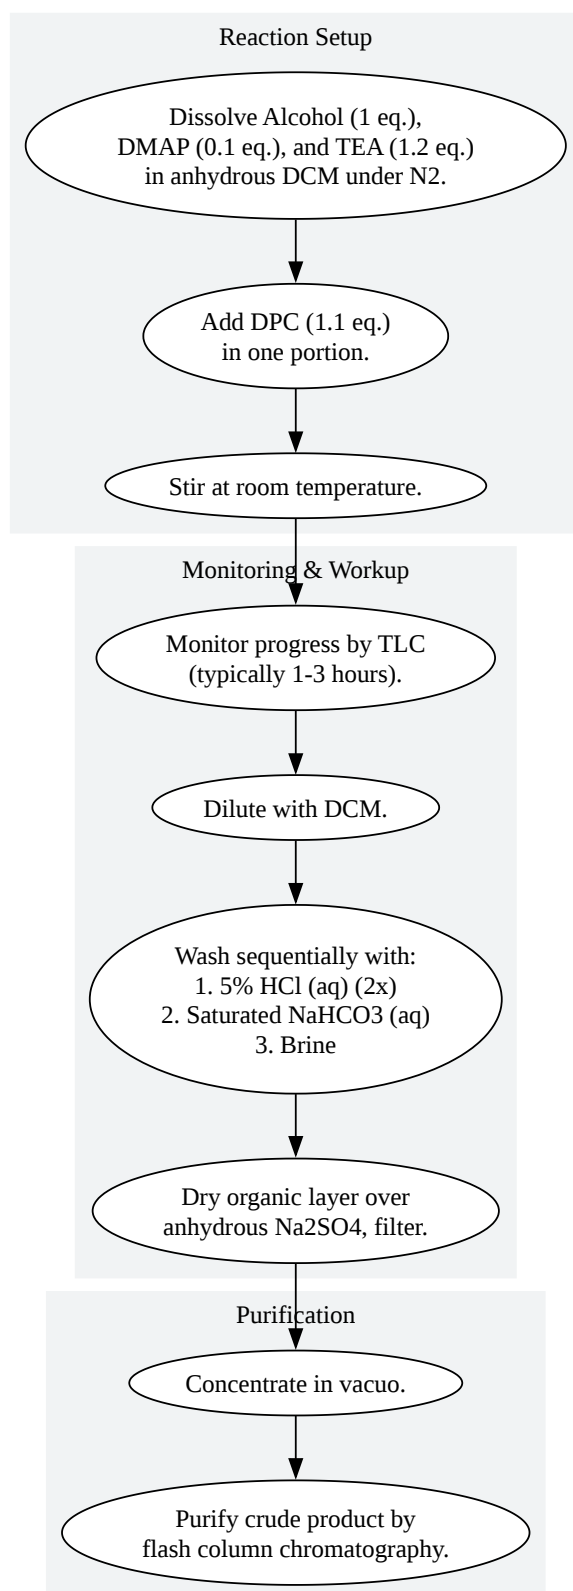 Reaction Setup
Dissolve Alcohol (1 eq.),
DMAP (0.1 eq.), and TEA (1.2 eq.)
in anhydrous DCM under N2.
Add DPC (1.1 eq.)
in one portion.
Stir at room temperature.
Monitoring & Workup
Monitor progress by TLC
(typically 1-3 hours).
Dilute with DCM.
Wash sequentially with:
1. 5% HCl (aq) (2x)
2. Saturated NaHCO3 (aq)
3. Brine
Dry organic layer over
anhydrous Na2SO4, filter.
Purification
Concentrate in vacuo.
Purify crude product by
flash column chromatography.